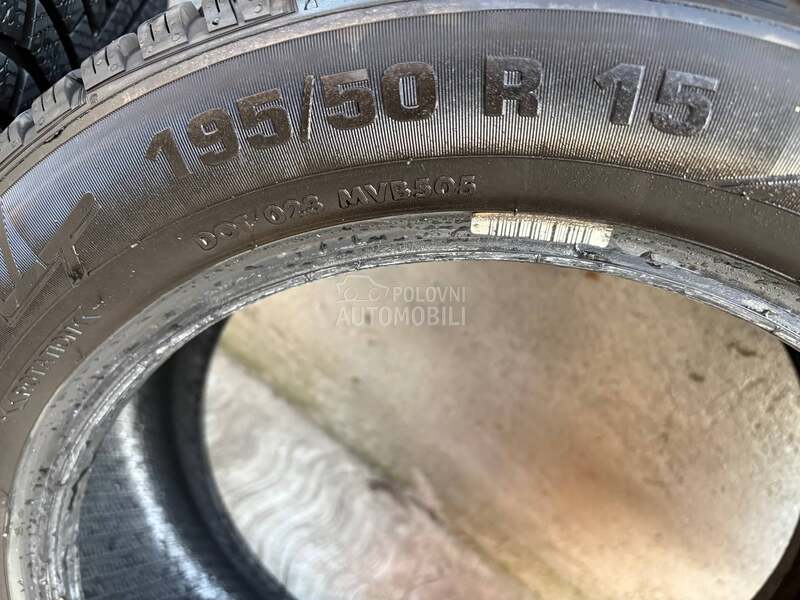 195/50 R 15
DOT 023 MVB505
POLOVNI
AUTOMOBILI